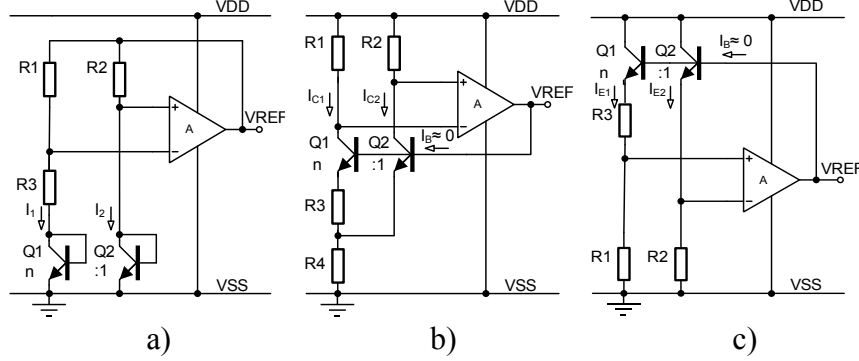 VDD
R1
R2
+
A
VREF
−
R3
I1
I2
Q1
n
Q2
:1
VSS
a)
VDD
R1
R2
IC1
IC2
+
A
VREF
−
IB≈ 0
Q1
n
Q2
:1
R3
R4
VSS
b)
VDD
Q1
n
Q2
:1
IB≈ 0
IE1
IE2
R3
+
A
VREF
−
R1
R2
VSS
c)